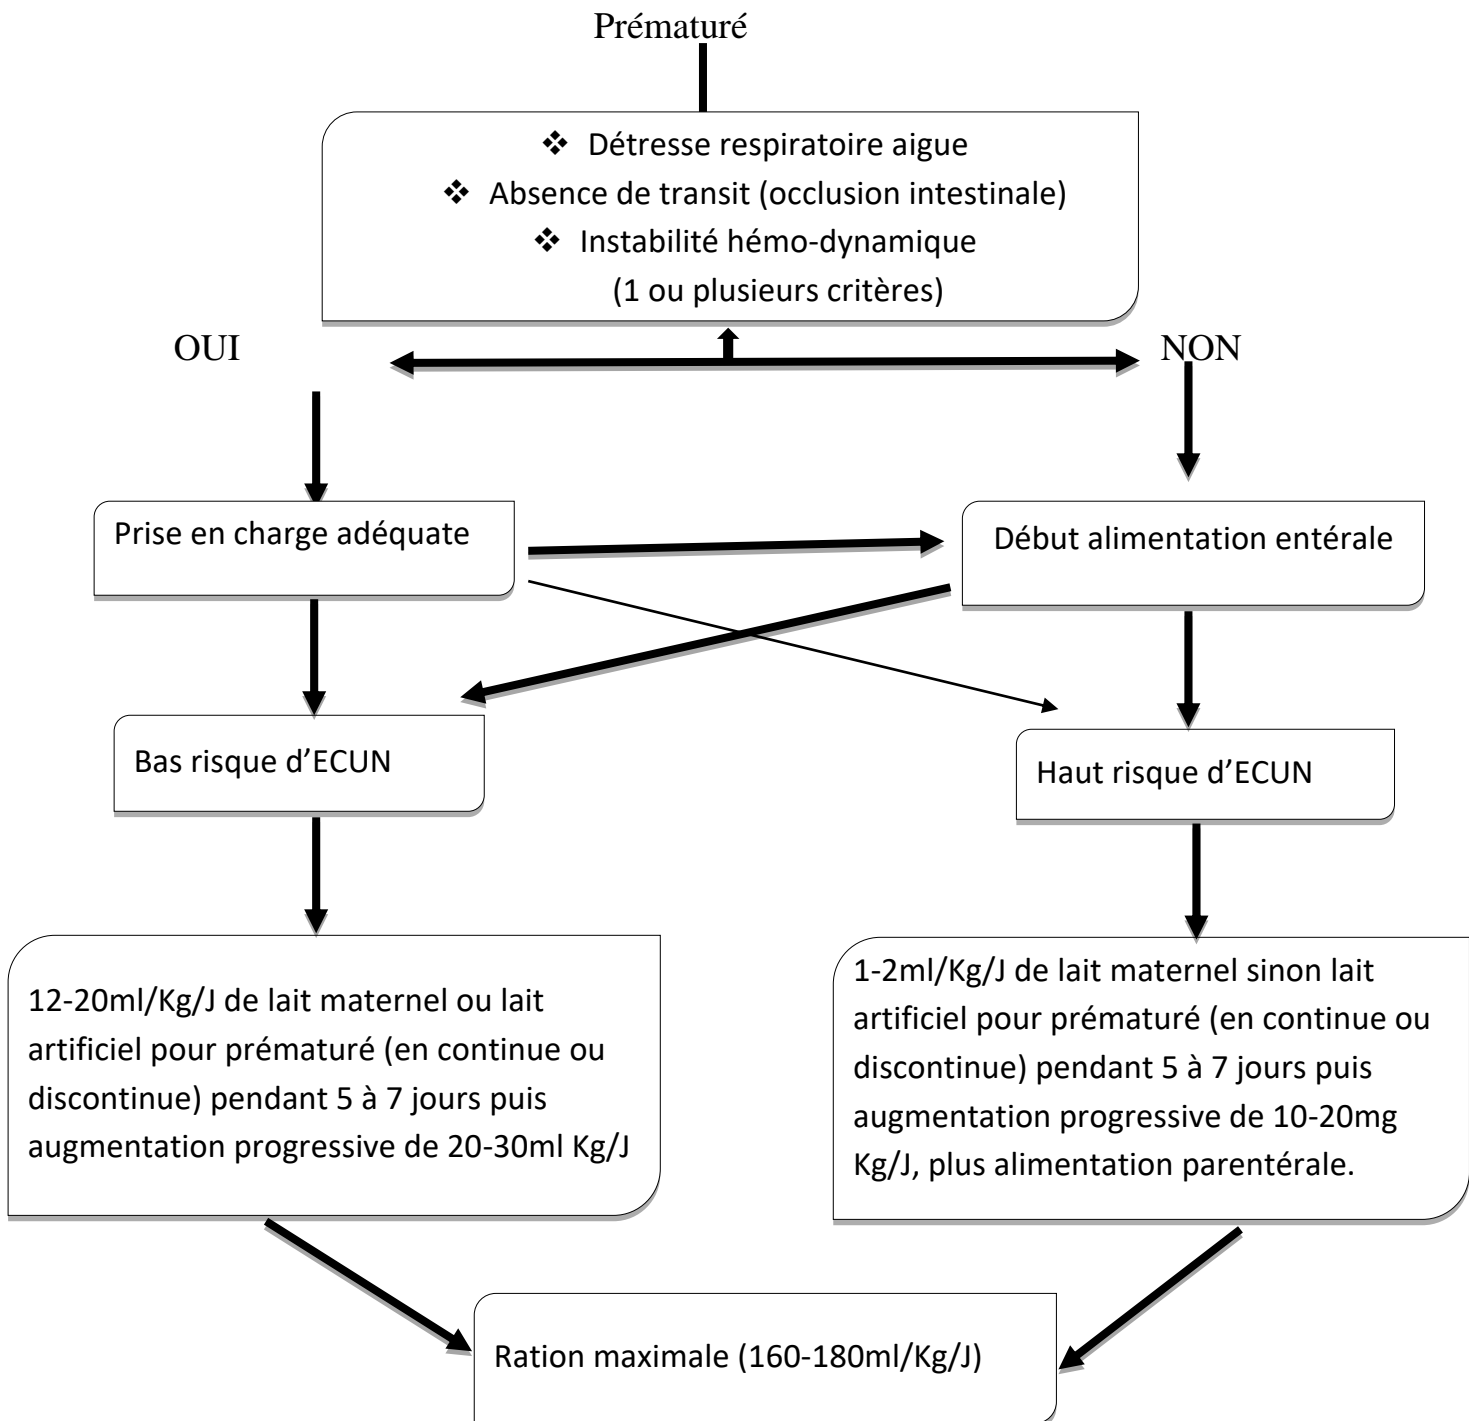 Prématuré
❖ Détresse respiratoire aigue
❖ Absence de transit (occlusion intestinale)
❖ Instabilité hémo-dynamique
(1 ou plusieurs critères)
OUI
NON
Prise en charge adéquate
Début alimentation entérale
Bas risque d’ECUN
Haut risque d’ECUN
12-20ml/Kg/J de lait maternel ou lait
artificiel pour prématuré (en continue ou
discontinue) pendant 5 à 7 jours puis
augmentation progressive de 20-30ml Kg/J
1-2ml/Kg/J de lait maternel sinon lait
artificiel pour prématuré (en continue ou
discontinue) pendant 5 à 7 jours puis
augmentation progressive de 10-20mg
Kg/J, plus alimentation parentérale.
Ration maximale (160-180ml/Kg/J)